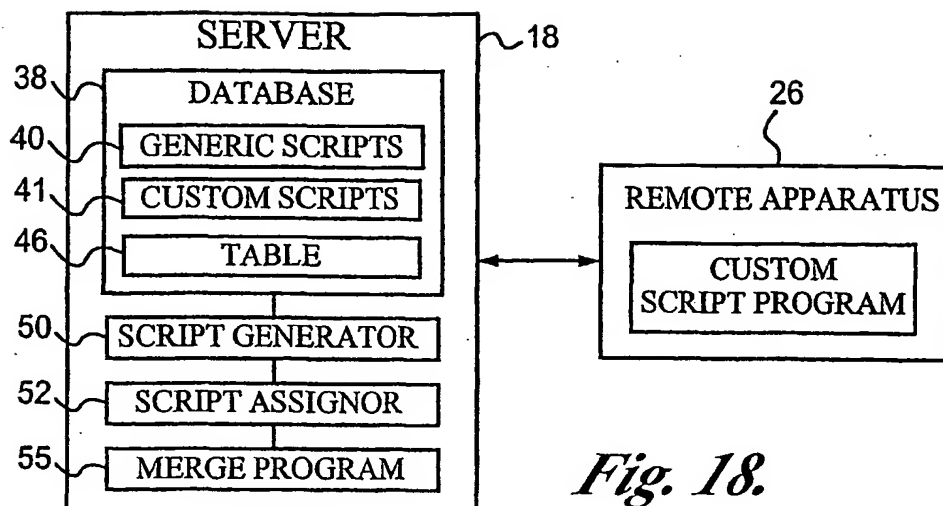 SERVER
18
38
DATABASE
40
GENERIC SCRIPTS
41
CUSTOM SCRIPTS
46
TABLE
50
SCRIPT GENERATOR
52
SCRIPT ASSIGNOR
55
MERGE PROGRAM
26
REMOTE APPARATUS
CUSTOM
SCRIPT PROGRAM
Fig. 18.